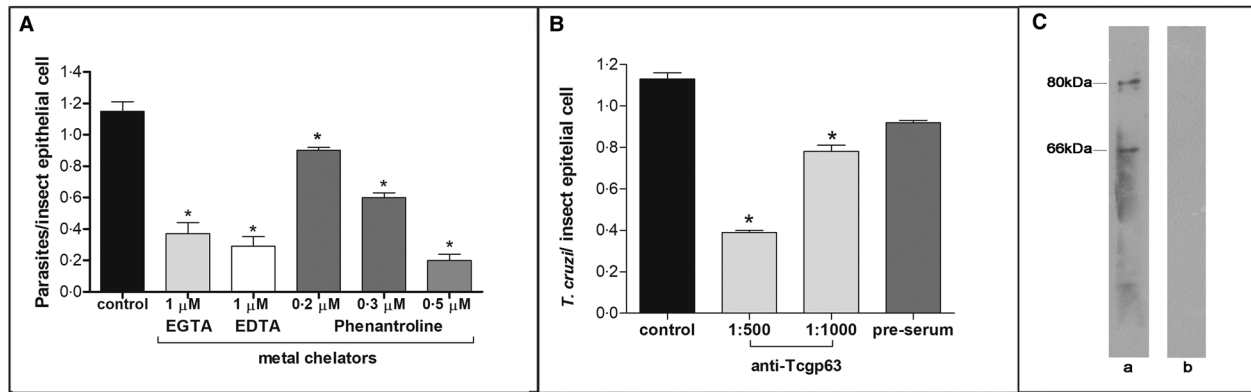 A
Parasites/insect epithelial cell
1·4
1·2
1·0
0·8
0·6
0·4
0·2
0·0
control
1 μM
1 μM
0·2 μM
0·3 μM
0·5 μM
EGTA
EDTA
Phenantroline
metal chelators
*
*
*
*
*
B
T. cruzi/ insect epitelial cell
1·2
1·0
0·8
0·6
0·4
0·2
0·0
control
1:500
1:1000
pre-serum
anti-Tcgp63
*
*
C
80kDa
66kDa
a
b